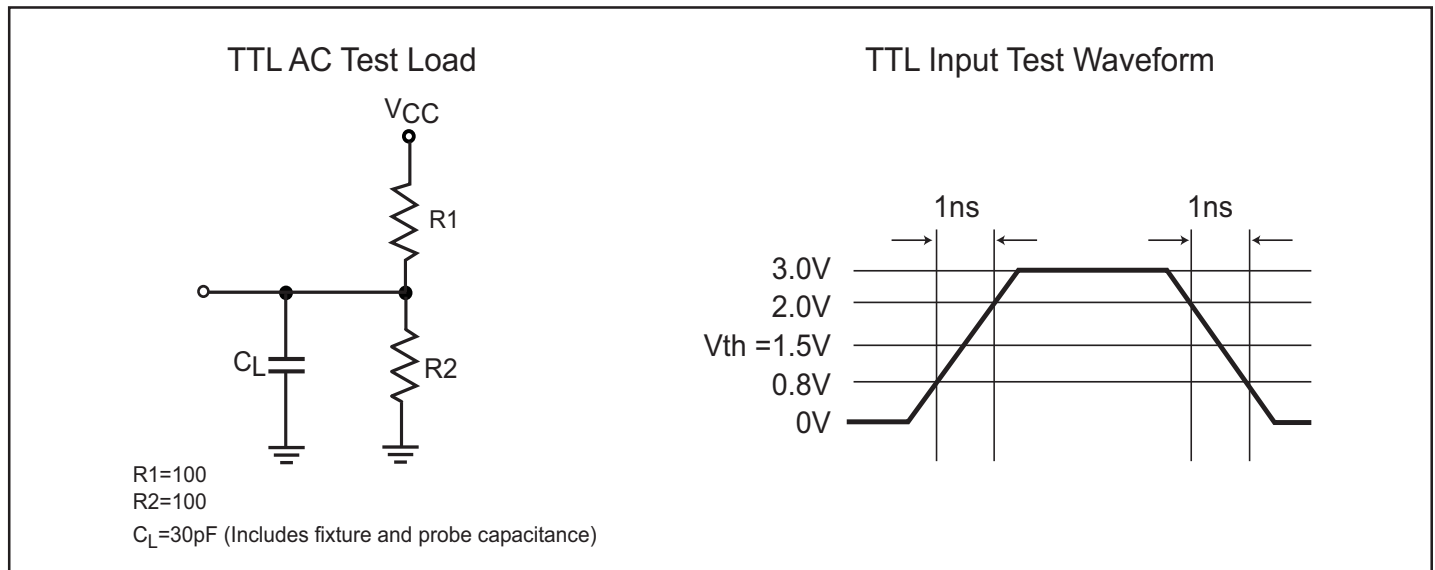 TTL AC Test Load
VCC
R1
CL
R2
R1=100
R2=100
CL=30pF (Includes fixture and probe capacitance)
TTL Input Test Waveform
1ns
1ns
3.0V
2.0V
Vth =1.5V
0.8V
0V